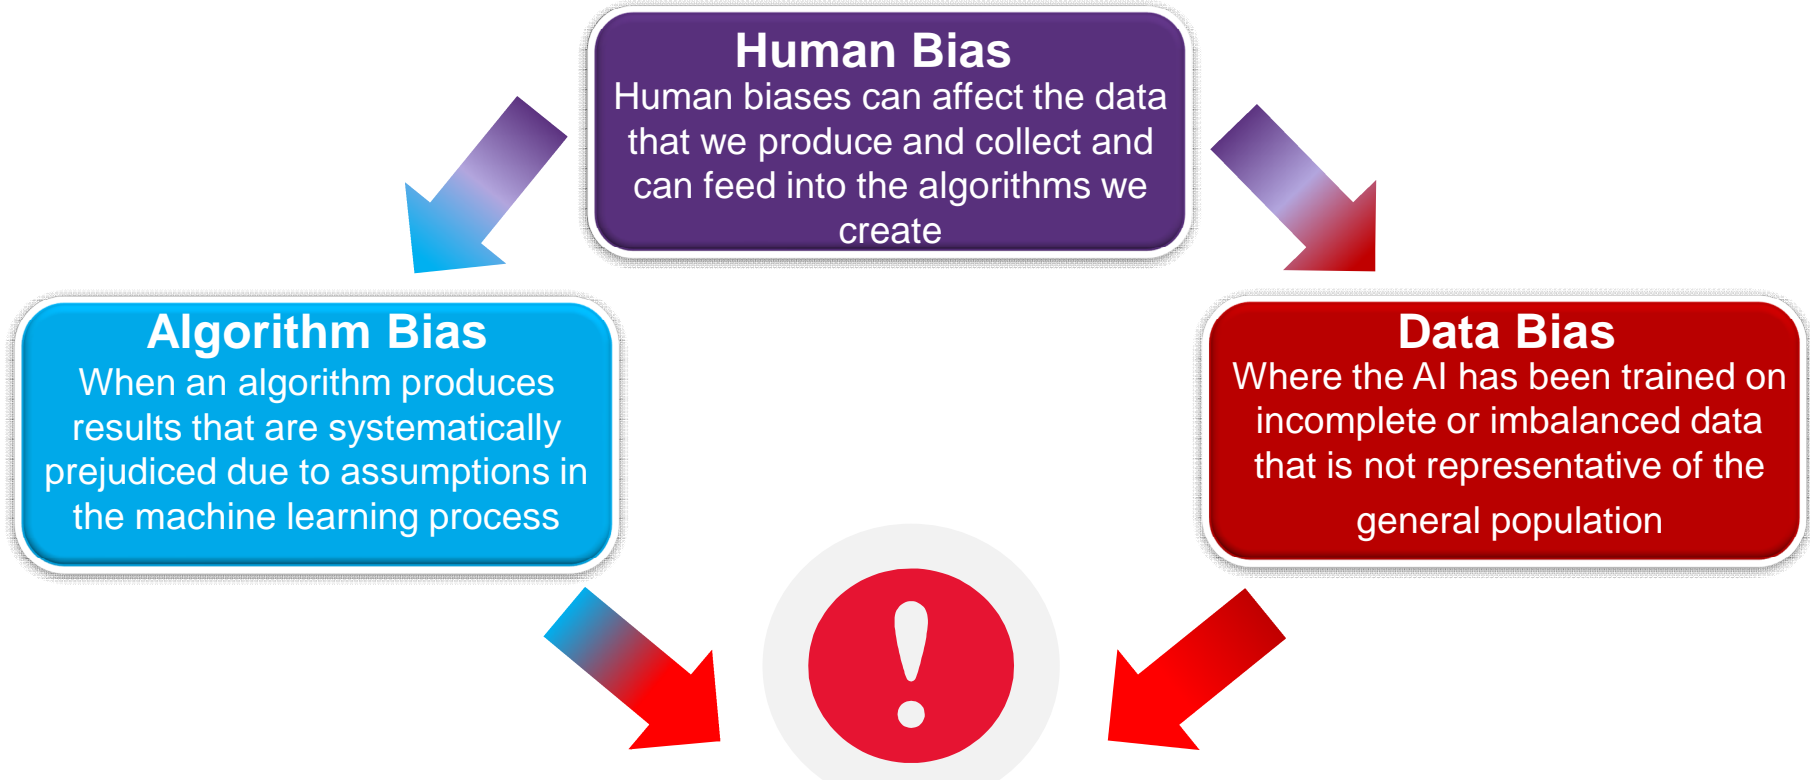 Human Bias
Human biases can affect the data
that we produce and collect and
can feed into the algorithms we
create
Algorithm Bias
When an algorithm produces
results that are systematically
prejudiced due to assumptions in
the machine learning process
Data Bias
Where the AI has been trained on
incomplete or imbalanced data
that is not representative of the
general population
!